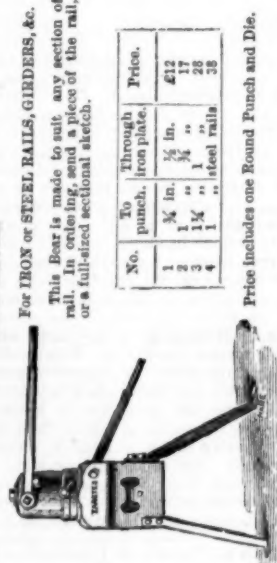 For IRON or STEEL RAILS, GIRDERS, &c.
This Bear is made to suit any section of
rail. In ordering, send a piece of the rail,
or a full-sized sectional sketch.
No. To punch. Through iron plate. Price.
1 ¾ in. ⅝ in. £12
2 1 " ¾ " 17
3 1¼ " 1 " 28
4 1 " steel rails. 38
Price includes one Round Punch and Die.
TANGYES